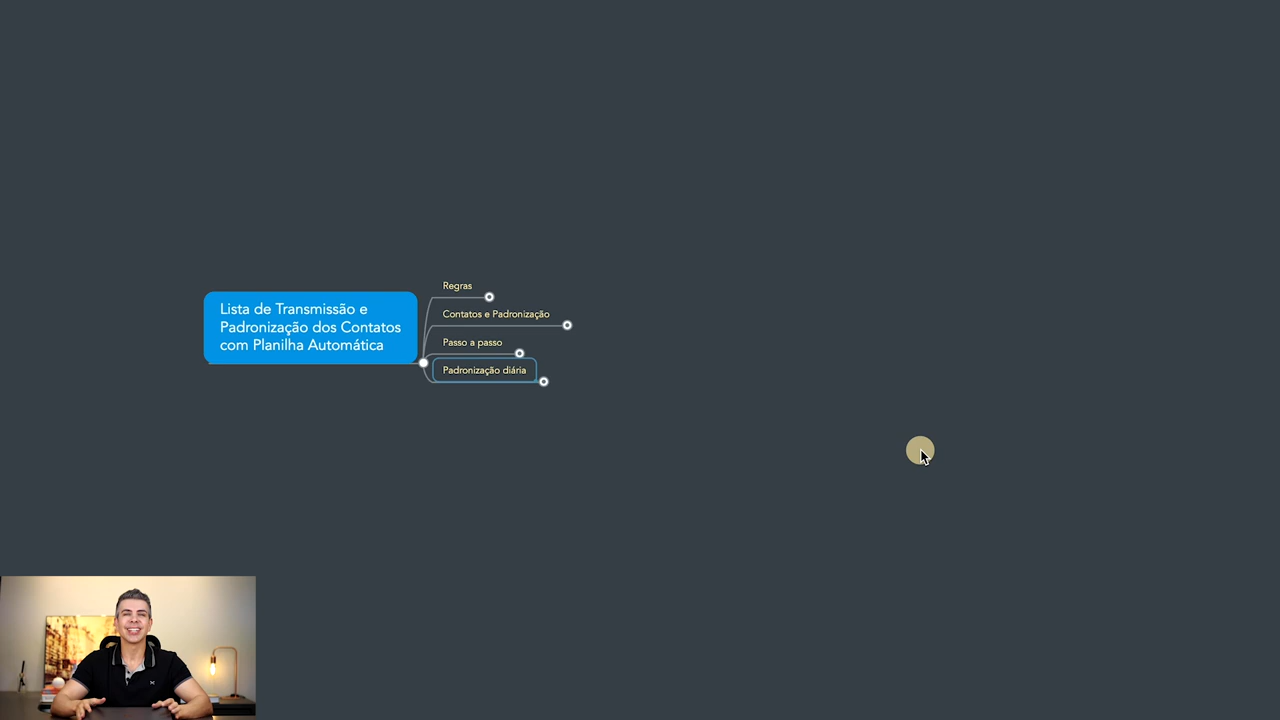 Lista de Transmissão e
Padronização dos Contatos
com Planilha Automática
Regras
Contatos e Padronização
Passo a passo
Padronização diária